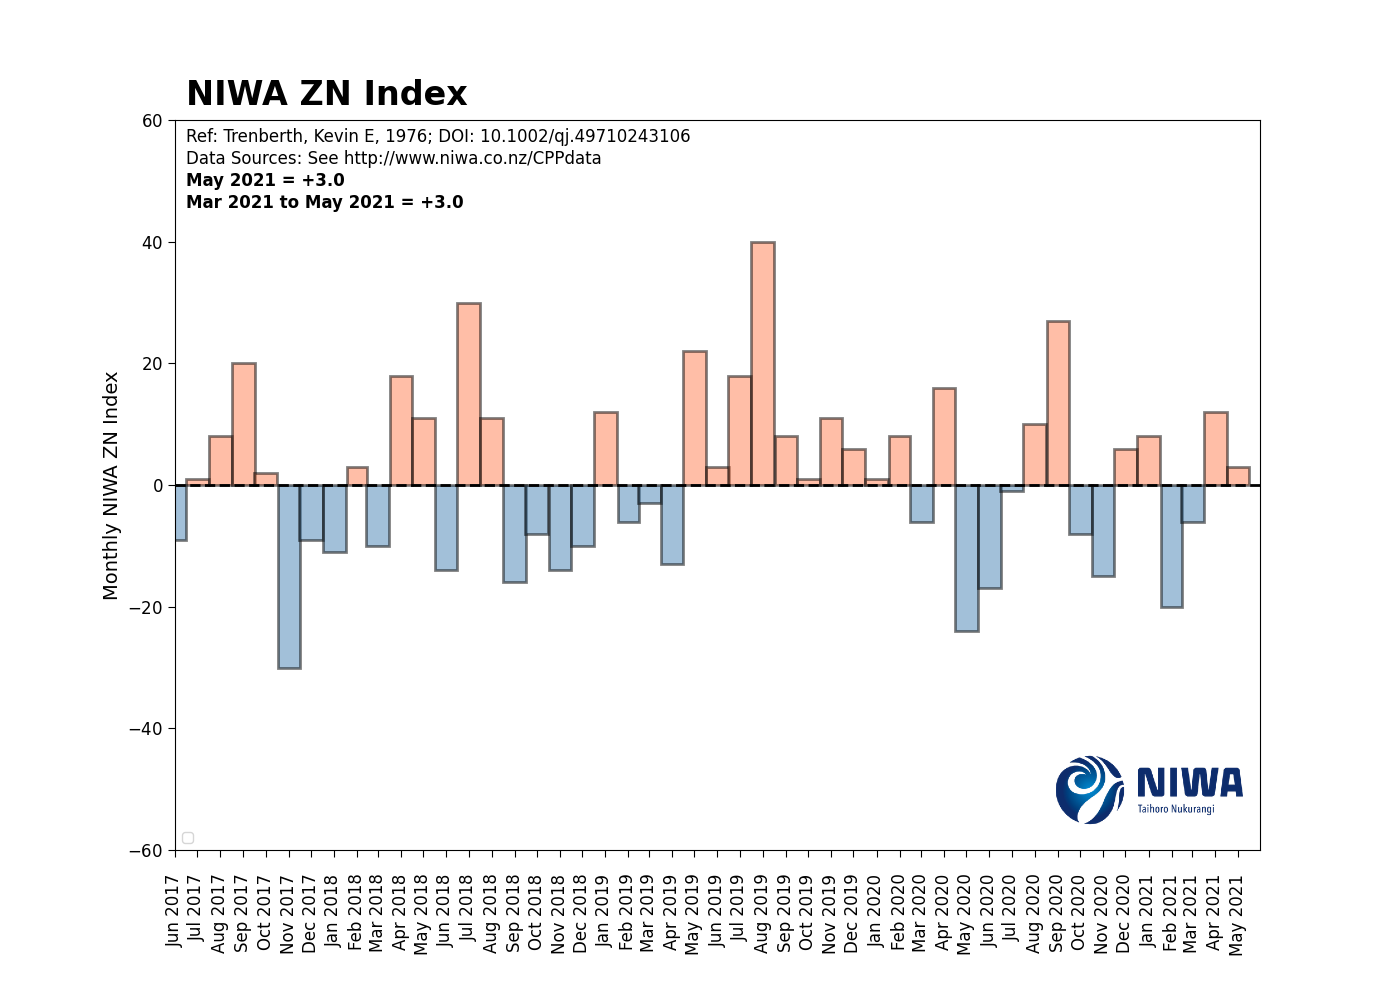 NIWA ZN Index
Ref: Trenberth, Kevin E, 1976; DOI: 10.1002/qj.49710243106
Data Sources: See http://www.niwa.co.nz/CPPdata
May 2021 = +3.0
Mar 2021 to May 2021 = +3.0
Monthly NIWA ZN Index
60
40
20
0
−20
−40
−60
NIWA
Taihoro Nukurangi
Jun 2017
Jul 2017
Aug 2017
Sep 2017
Oct 2017
Nov 2017
Dec 2017
Jan 2018
Feb 2018
Mar 2018
Apr 2018
May 2018
Jun 2018
Jul 2018
Aug 2018
Sep 2018
Oct 2018
Nov 2018
Dec 2018
Jan 2019
Feb 2019
Mar 2019
Apr 2019
May 2019
Jun 2019
Jul 2019
Aug 2019
Sep 2019
Oct 2019
Nov 2019
Dec 2019
Jan 2020
Feb 2020
Mar 2020
Apr 2020
May 2020
Jun 2020
Jul 2020
Aug 2020
Sep 2020
Oct 2020
Nov 2020
Dec 2020
Jan 2021
Feb 2021
Mar 2021
Apr 2021
May 2021